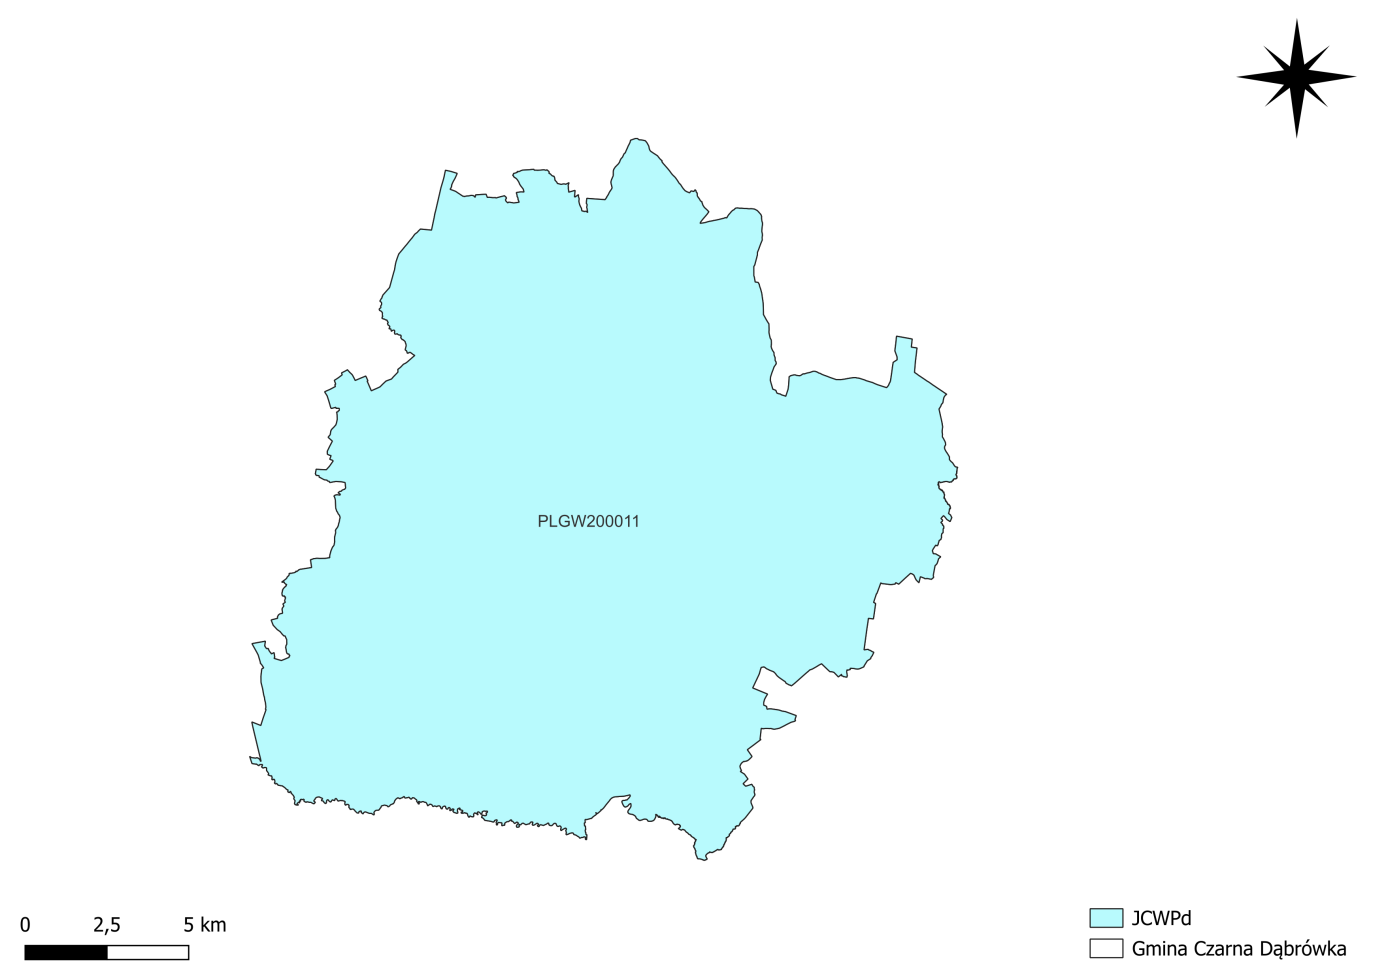 PLGW200011
0 2,5 5 km
JCWPd
Gmina Czarna Dąbrówka